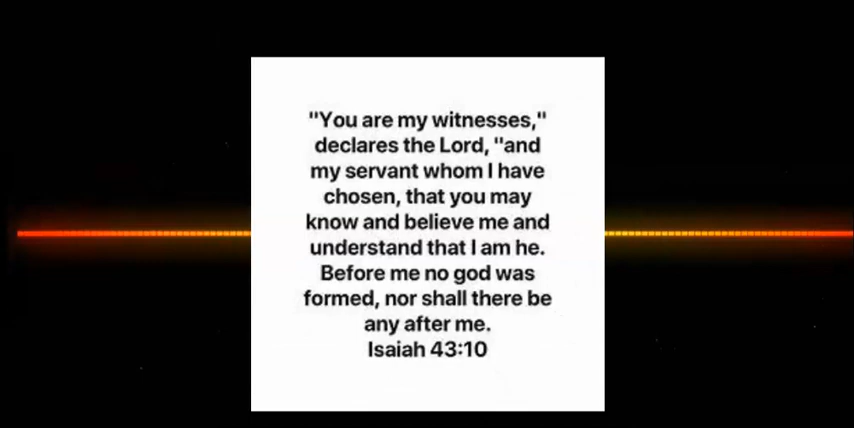 "You are my witnesses,"
declares the Lord, "and
my servant whom I have
chosen, that you may
know and believe me and
understand that I am he.
Before me no god was
formed, nor shall there be
any after me.
Isaiah 43:10